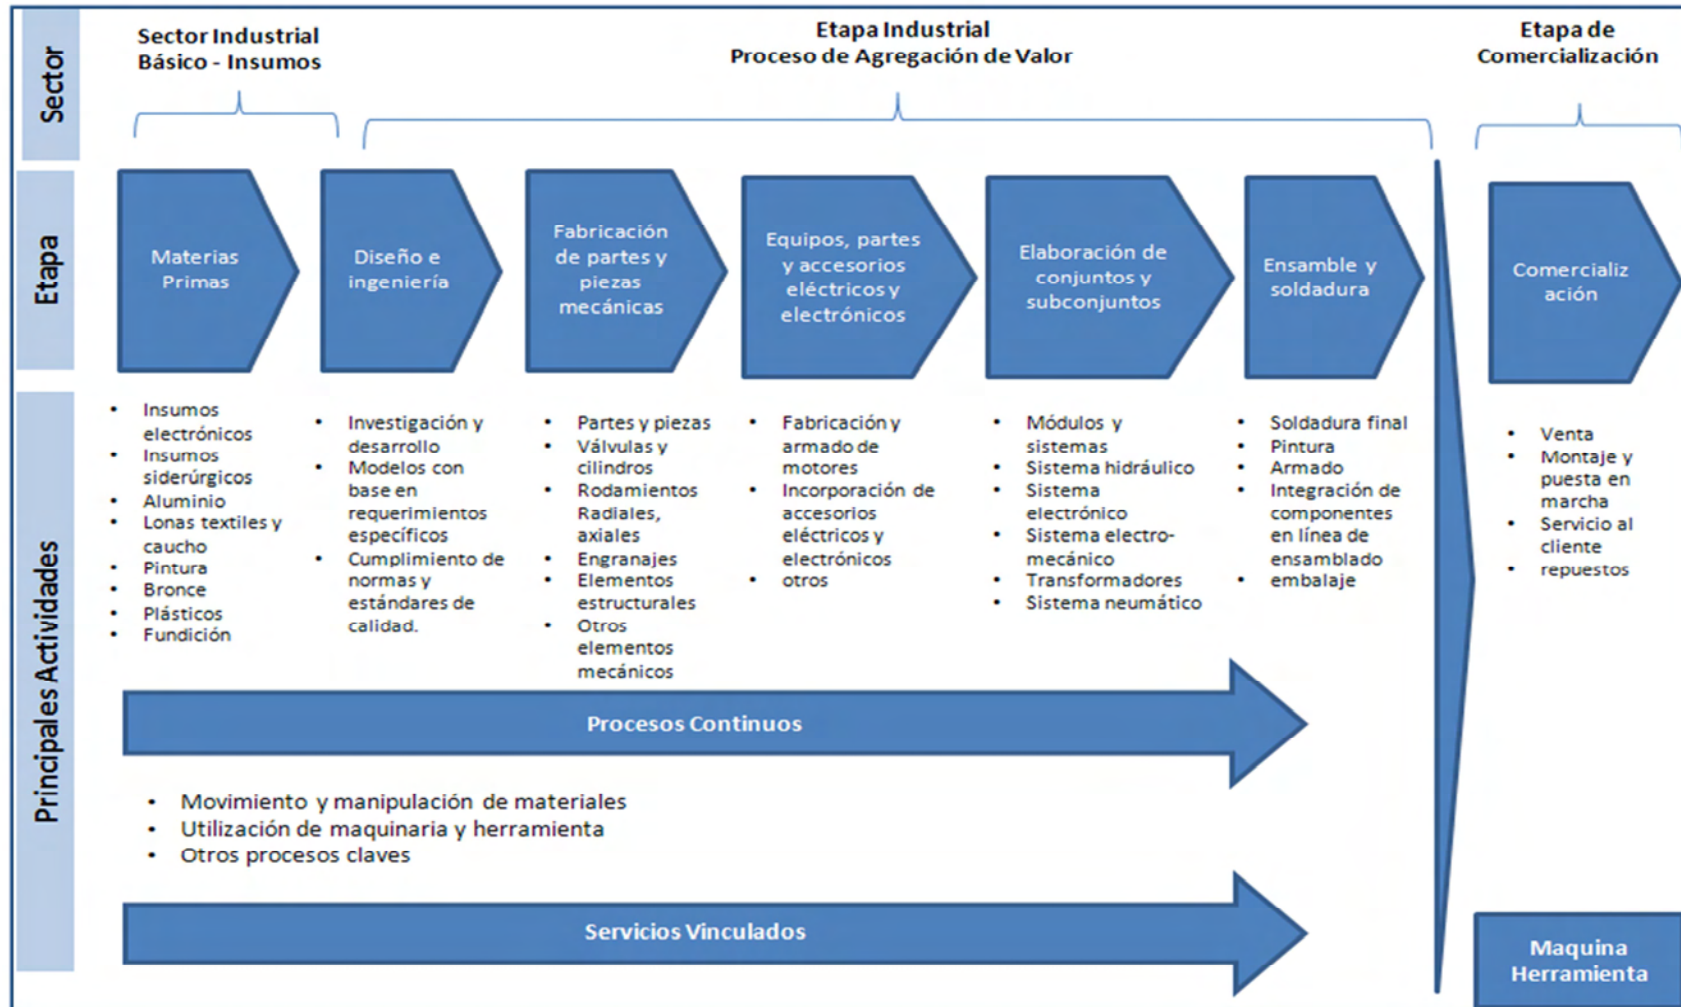 Sector
Sector Industrial
Básico - Insumos
Etapa Industrial
Proceso de Agregación de Valor
Etapa de
Comercialización
Etapa
Materias
Primas
Diseño e
ingeniería
Fabricación
de partes y
piezas
mecánicas
Equipos, partes
y accesorios
eléctricos y
electrónicos
Elaboración de
conjuntos y
subconjuntos
Ensamble y
soldadura
Comercializ
ación
Principales Actividades
• Insumos
electrónicos
• Insumos
siderúrgicos
• Aluminio
• Lonas textiles y
caucho
• Pintura
• Bronce
• Plásticos
• Fundición
• Investigación y
desarrollo
• Modelos con
base en
requerimientos
específicos
• Cumplimiento de
normas y
estándares de
calidad.
• Partes y piezas
• Válvulas y
cilindros
• Rodamientos
Radiales,
axiales
• Engranajes
• Elementos
estructurales
• Otros
elementos
mecánicos
• Fabricación y
armado de
motores
• Incorporación de
accesorios
eléctricos y
electrónicos
• otros
• Módulos y
sistemas
• Sistema hidráulico
• Sistema
electrónico
• Sistema electro-
mecánico
• Transformadores
• Sistema neumático
• Soldadura final
• Pintura
• Armado
• Integración de
componentes
en línea de
ensamblado
• embalaje
• Venta
• Montaje y
puesta en
marcha
• Servicio al
cliente
• repuestos
Procesos Continuos
• Movimiento y manipulación de materiales
• Utilización de maquinaria y herramienta
• Otros procesos claves
Servicios Vinculados
Maquina
Herramienta